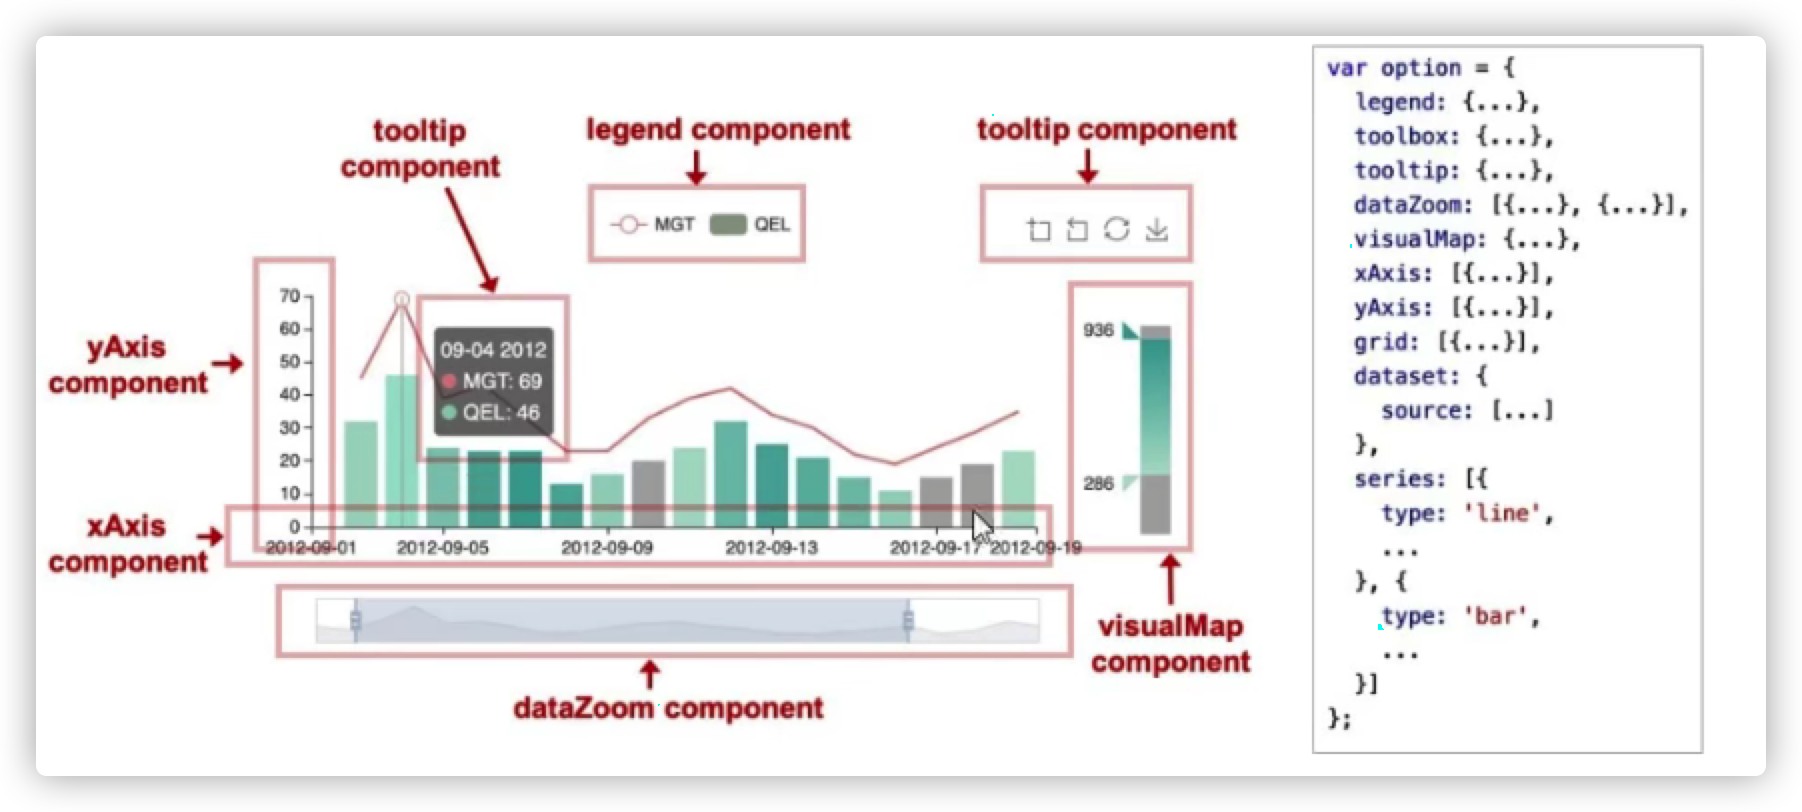 tooltip
component
legend component
tooltip component
MGT
QEL
yAxis
component
70
60
50
40
30
20
10
0
09-04 2012
MGT: 69
QEL: 46
936
286
xAxis
component
2012-09-01
2012-09-05
2012-09-09
2012-09-13
2012-09-17
2012-09-19
visualMap
component
dataZoom component
var option = {
legend: {...},
toolbox: {...},
tooltip: {...},
dataZoom: [{...}, {...}],
visualMap: {...},
xAxis: [{...}],
yAxis: [{...}],
grid: [{...}],
dataset: {
source: [...]
},
series: [{
type: 'line',
...
}, {
type: 'bar',
...
}]
};